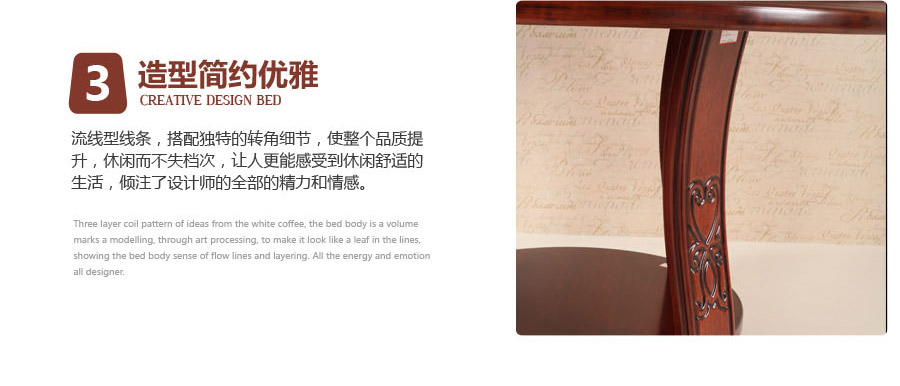 3
造型简约优雅
CREATIVE DESIGN BED
流线型线条，搭配独特的转角细节，使整个品质提
升，休闲而不失档次，让人更能感受到休闲舒适的
生活，倾注了设计师的全部的精力和情感。
Three layer coil pattern of ideas from the white coffee, the bed body is a volume
marks a modelling, through art processing, to make it look like a leaf in the lines,
showing the bed body sense of flow lines and layering. All the energy and emotion
all designer.